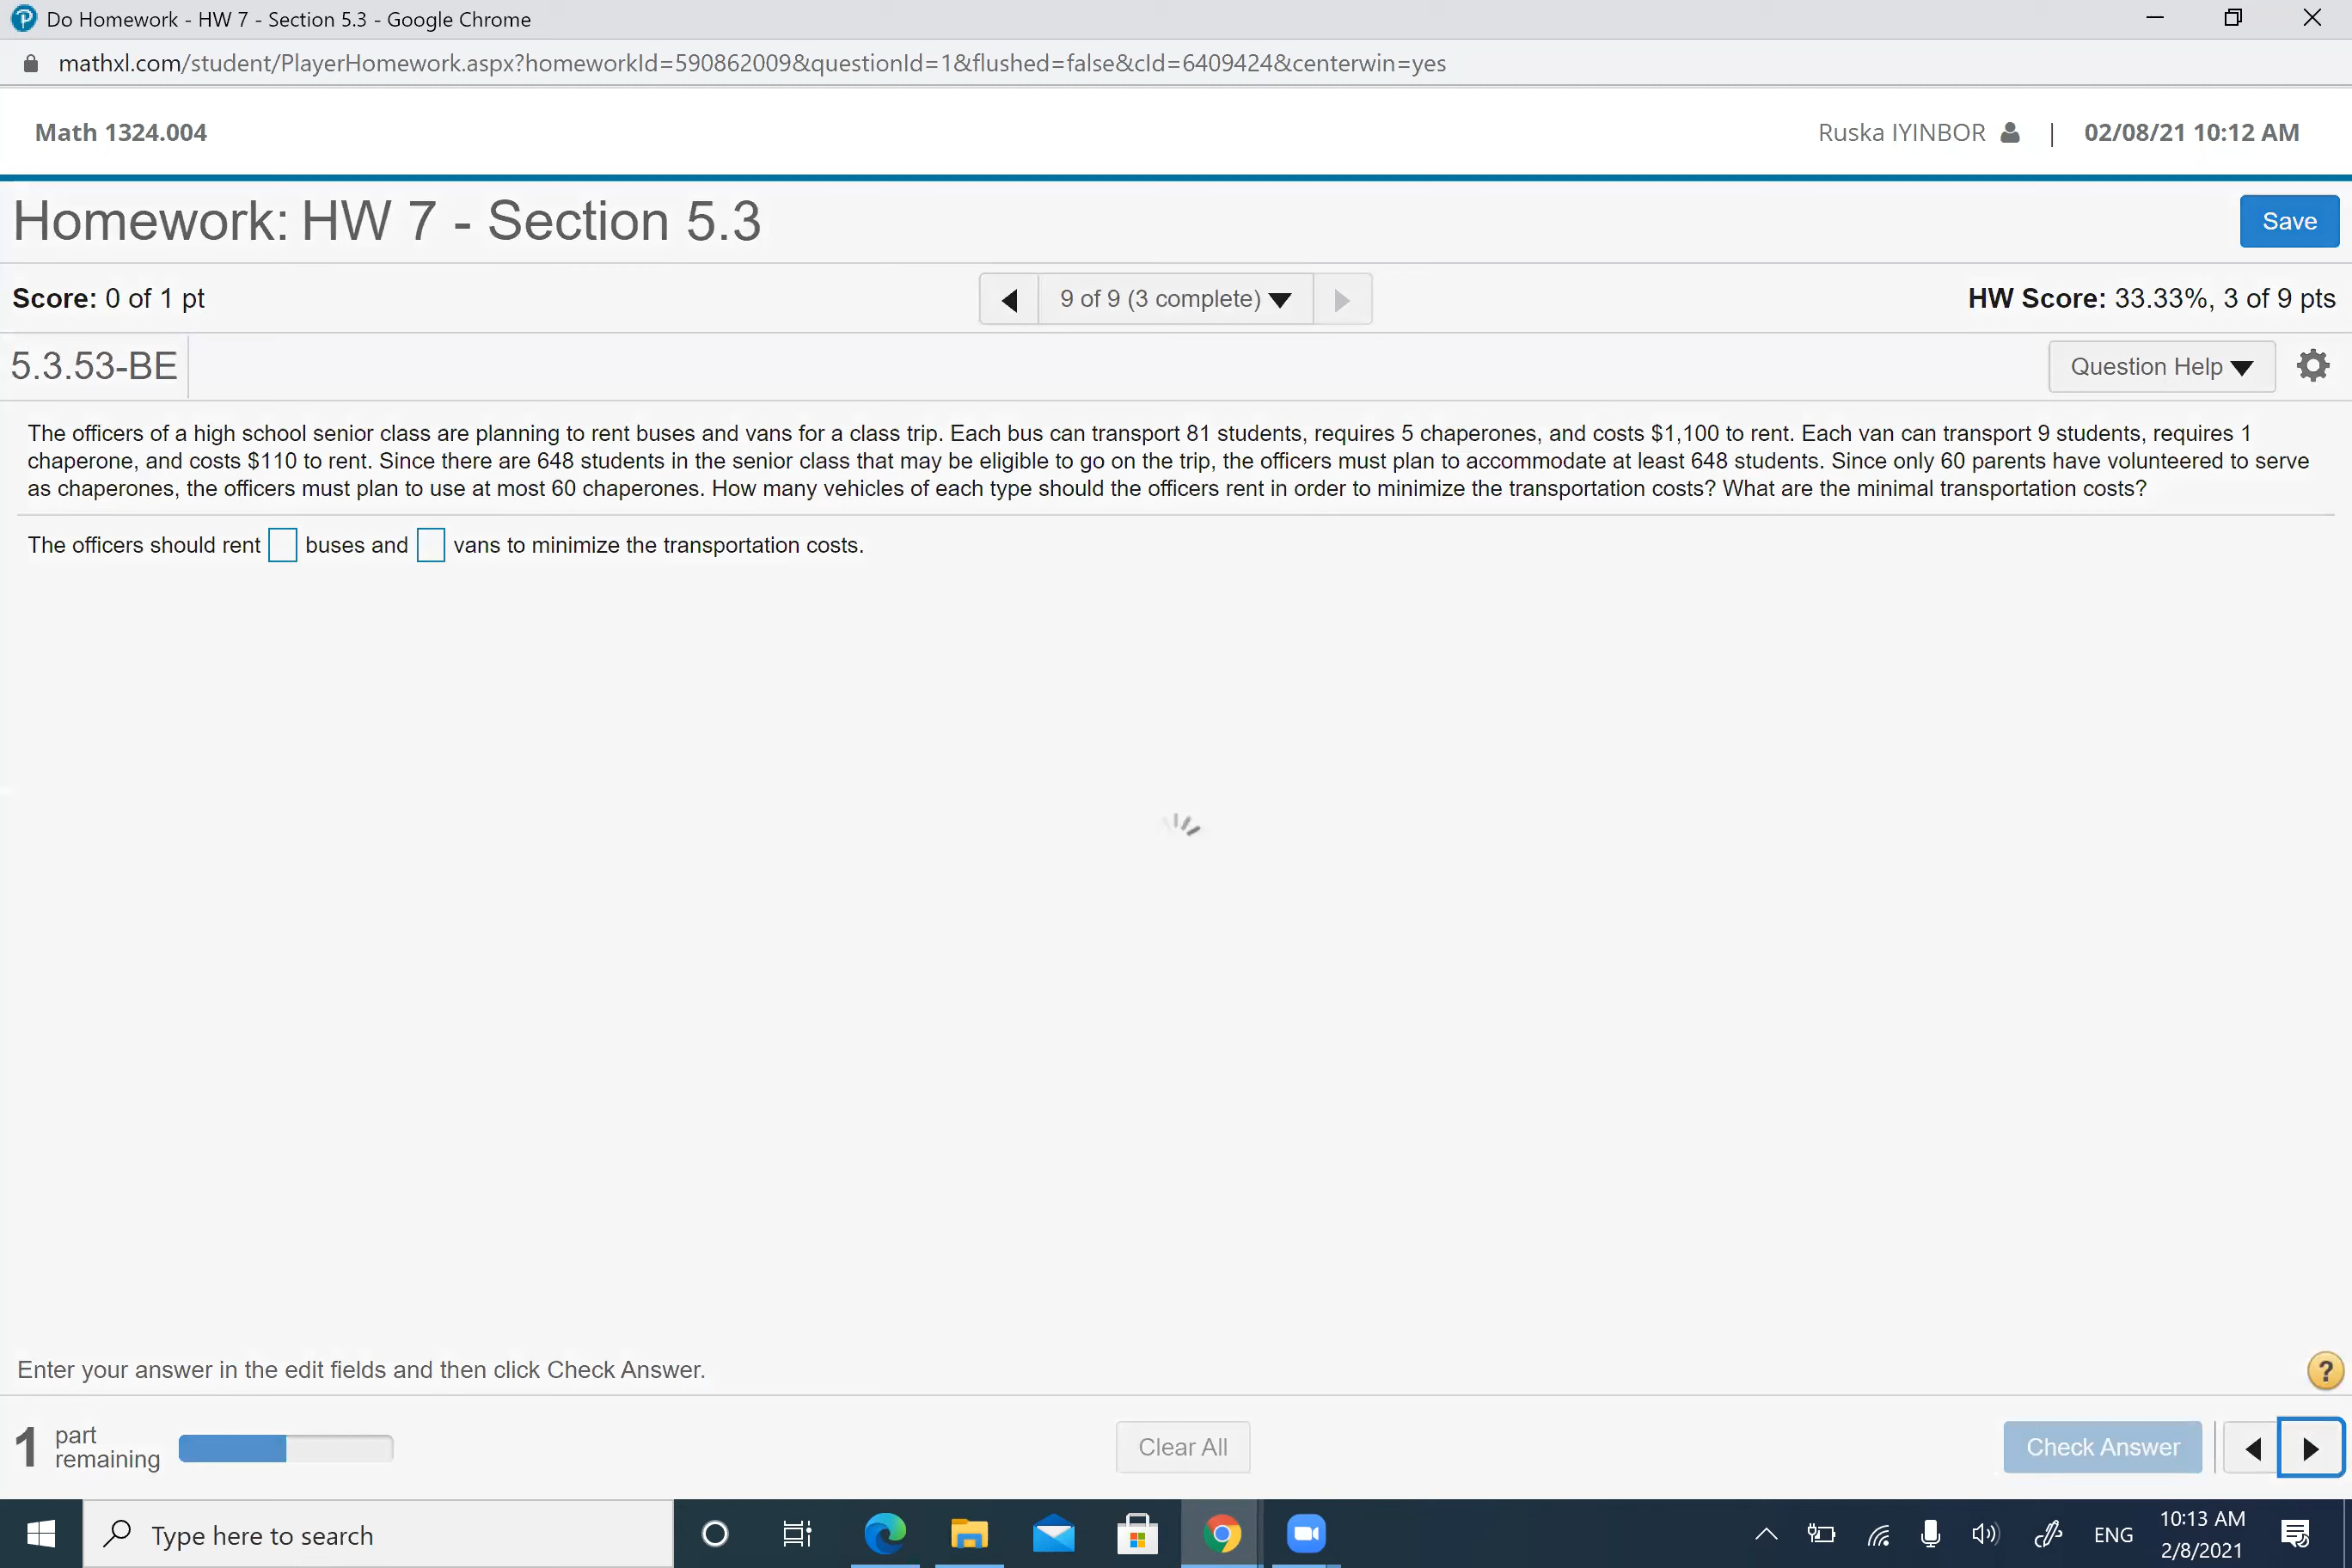 Do Homework - HW 7 - Section 5.3 - Google Chrome
mathxl.com/student/PlayerHomework.aspx?homeworkId=590862009&questionId=1&flushed=false&cId=6409424&centerwin=yes
Math 1324.004
Ruska IYINBOR | 02/08/21 10:12 AM
Homework: HW 7 - Section 5.3
Save
Score: 0 of 1 pt
9 of 9 (3 complete)
HW Score: 33.33%, 3 of 9 pts
5.3.53-BE
Question Help
The officers of a high school senior class are planning to rent buses and vans for a class trip. Each bus can transport 81 students, requires 5 chaperones, and costs $1,100 to rent. Each van can transport 9 students, requires 1
chaperone, and costs $110 to rent. Since there are 648 students in the senior class that may be eligible to go on the trip, the officers must plan to accommodate at least 648 students. Since only 60 parents have volunteered to serve
as chaperones, the officers must plan to use at most 60 chaperones. How many vehicles of each type should the officers rent in order to minimize the transportation costs? What are the minimal transportation costs?
The officers should rent buses and vans to minimize the transportation costs.
Enter your answer in the edit fields and then click Check Answer.
?
1 part
remaining
Clear All
Check Answer
Type here to search
ENG
10:13 AM
2/8/2021